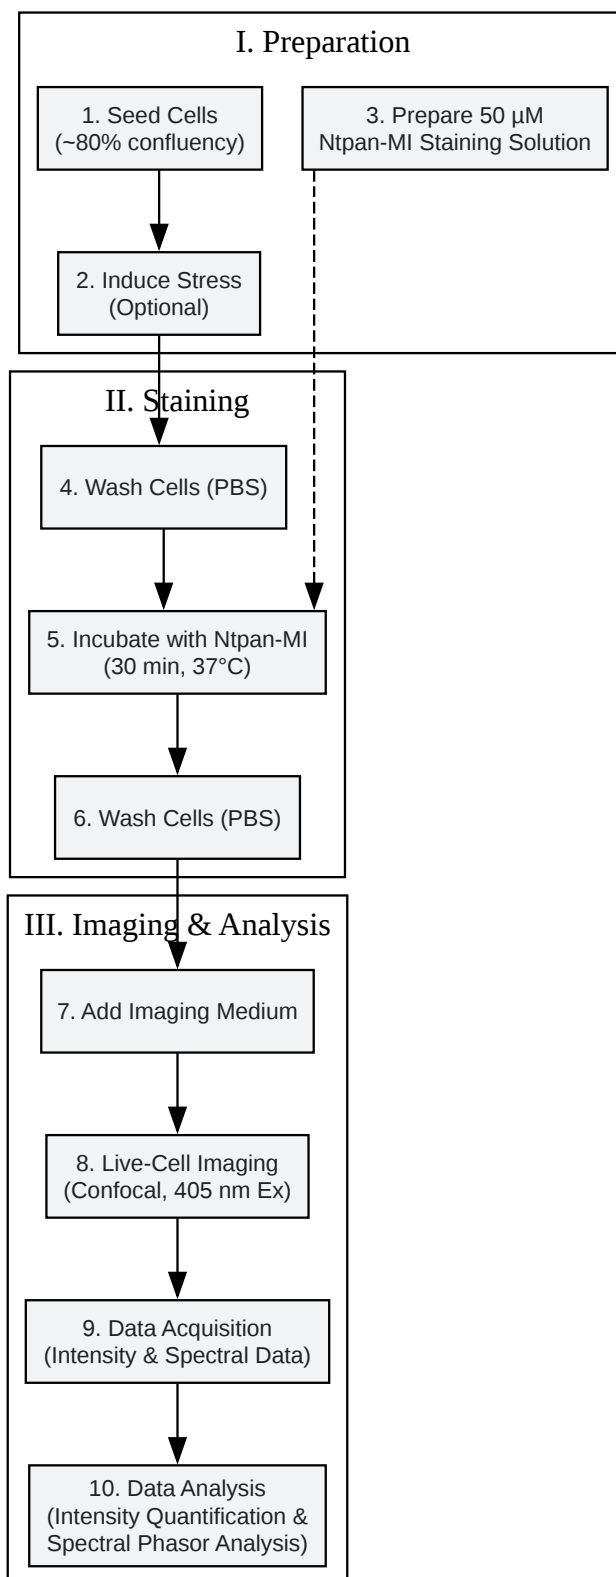 I. Preparation
1. Seed Cells
(~80% confluency)
3. Prepare 50 µM
Ntpan-MI Staining Solution
2. Induce Stress
(Optional)
II. Staining
4. Wash Cells (PBS)
5. Incubate with Ntpan-MI
(30 min, 37°C)
6. Wash Cells (PBS)
III. Imaging & Analysis
7. Add Imaging Medium
8. Live-Cell Imaging
(Confocal, 405 nm Ex)
9. Data Acquisition
(Intensity & Spectral Data)
10. Data Analysis
(Intensity Quantification &
Spectral Phasor Analysis)